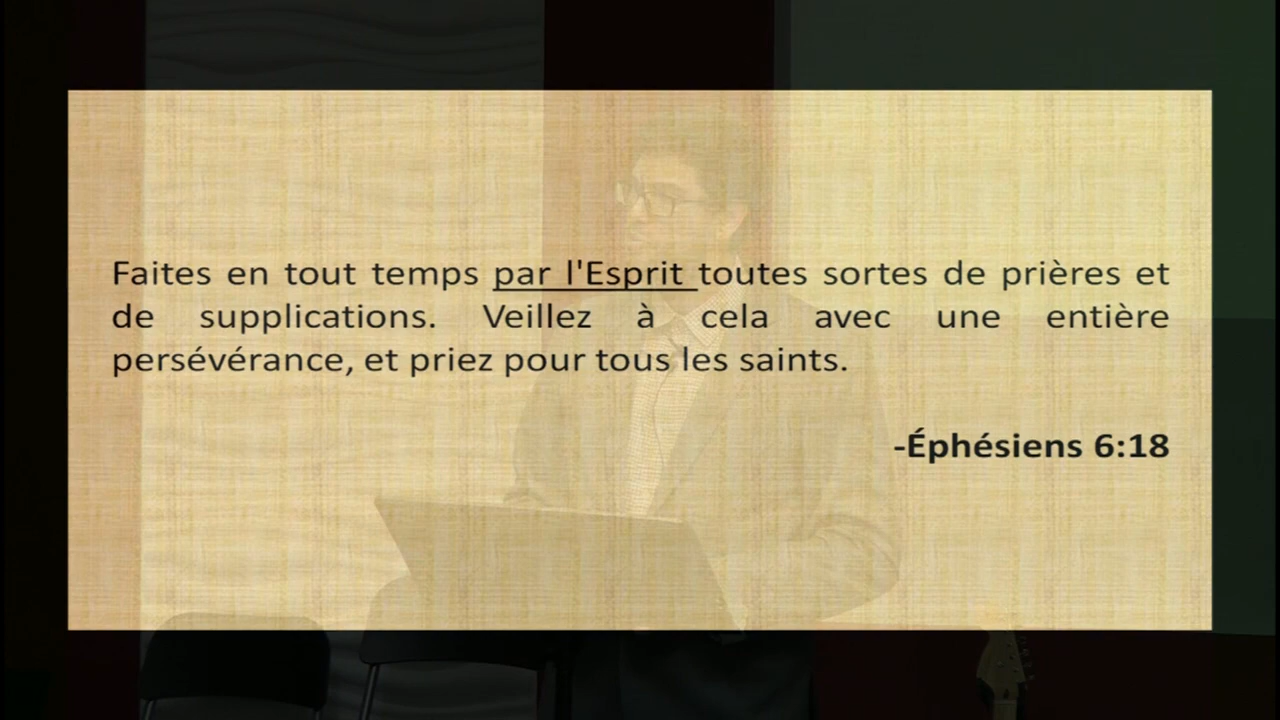 Faites en tout temps par l'Esprit toutes sortes de prières et
de supplications. Veillez à cela avec une entière
persévérance, et priez pour tous les saints.
-Éphésiens 6:18